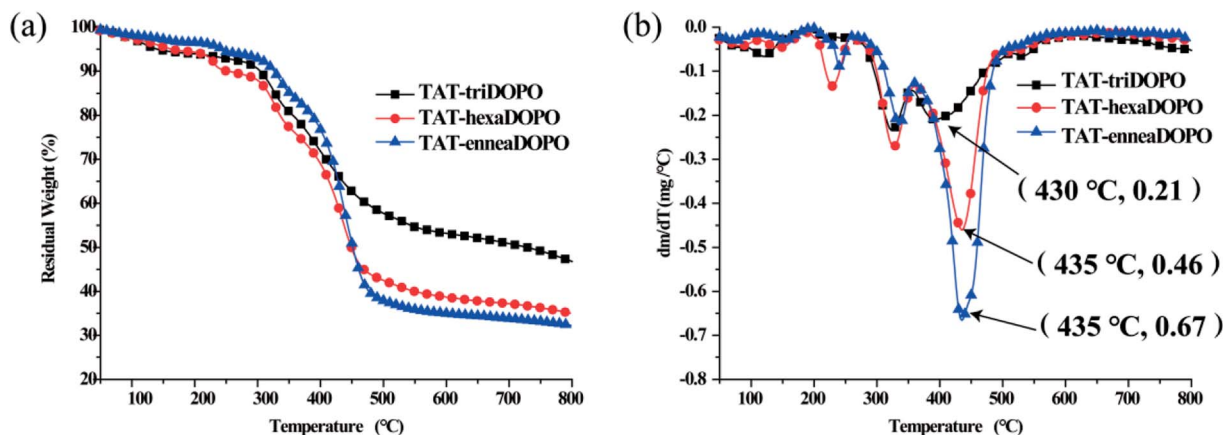 (a)
100
90
80
70
60
50
40
30
20
Residual Weight (%)
TAT-triDOPO
TAT-hexaDOPO
TAT-enneaDOPO
100 200 300 400 500 600 700 800
Temperature (℃)
(b)
0.0
-0.1
-0.2
-0.3
-0.4
-0.5
-0.6
-0.7
-0.8
dm/dT (mg/℃)
TAT-triDOPO
TAT-hexaDOPO
TAT-enneaDOPO
( 430 ℃, 0.21 )
( 435 ℃, 0.46 )
( 435 ℃, 0.67 )
100 200 300 400 500 600 700 800
Temperature (℃)